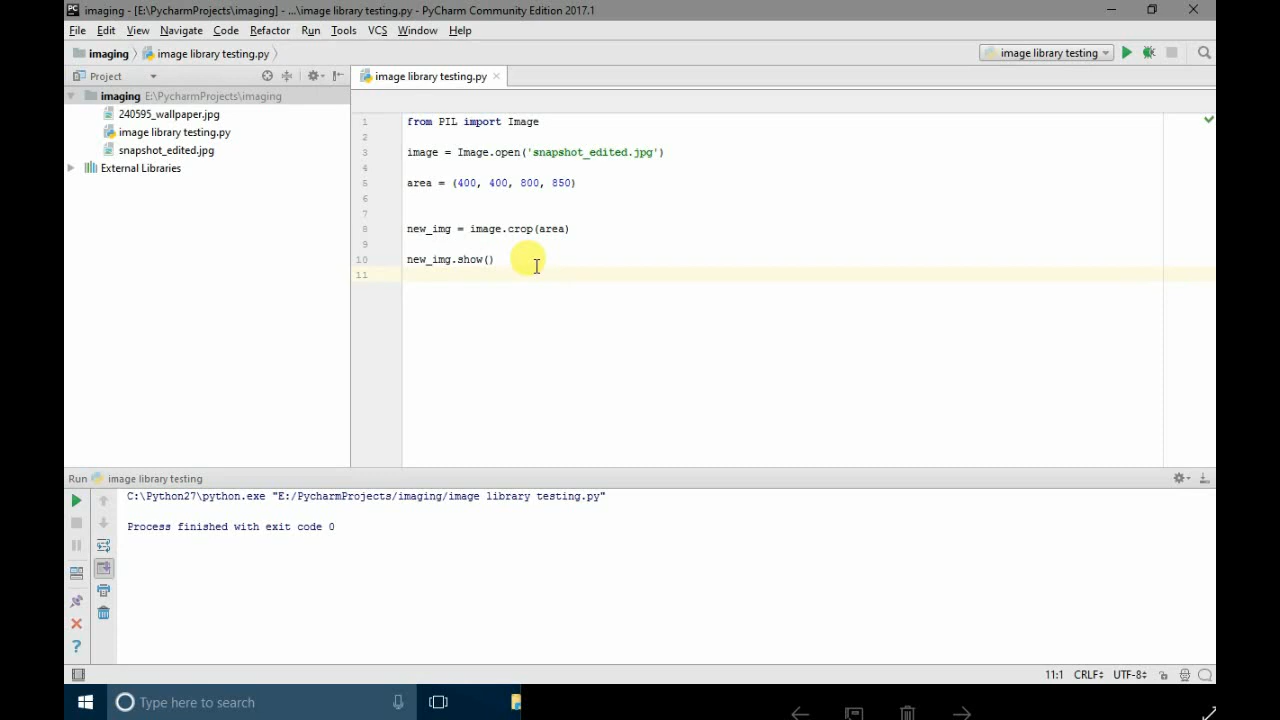 imaging - [E:\PycharmProjects\imaging] - ...\image library testing.py - PyCharm Community Edition 2017.1
File Edit View Navigate Code Refactor Run Tools VCS Window Help
imaging image library testing.py image library testing
Project image library testing.py
imaging E:\PycharmProjects\imaging
240595_wallpaper.jpg
image library testing.py
snapshot_edited.jpg
External Libraries
1 from PIL import Image
2
3 image = Image.open('snapshot_edited.jpg')
4
5 area = (400, 400, 800, 850)
6
7
8 new_img = image.crop(area)
9
10 new_img.show()
11
Run image library testing
C:\Python27\python.exe "E:/PycharmProjects/imaging/image library testing.py"
Process finished with exit code 0
11:1 CRLF UTF-8
Type here to search